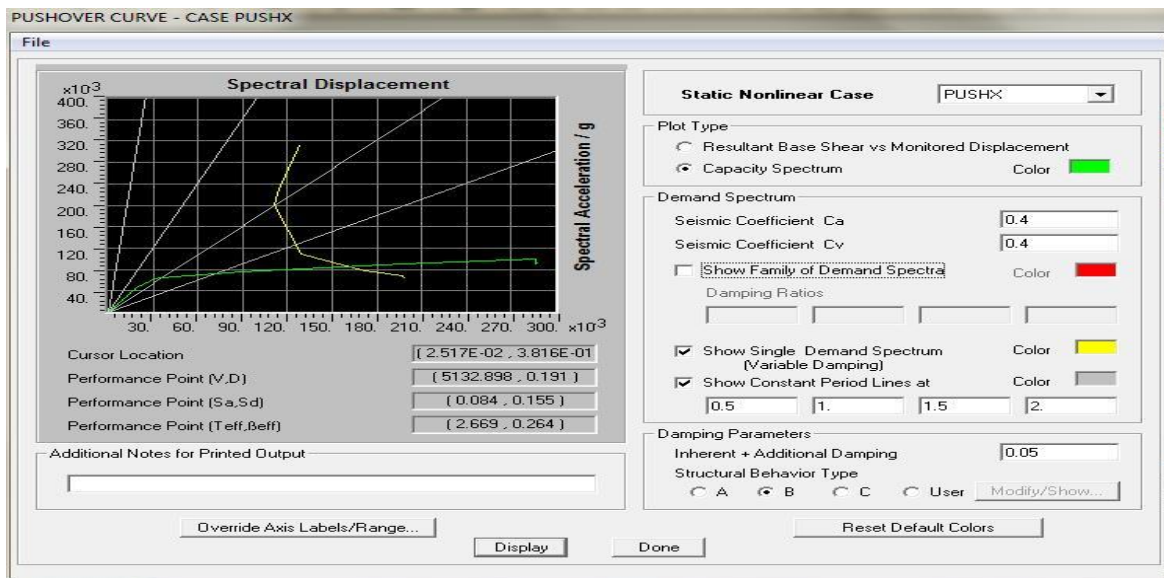 PUSHOVER CURVE - CASE PUSHX
File
Spectral Displacement
x10-3
400.
360.
320.
280.
240.
200.
160.
120.
80.
40.
30. 60. 90. 120. 150. 180. 210. 240. 270. 300. x10-3
Spectral Acceleration / g
Cursor Location ( 2.517E-02 , 3.816E-01
Performance Point (V,D) ( 5132.898 , 0.191 )
Performance Point (Sa,Sd) ( 0.084 , 0.155 )
Performance Point (Teff,βeff) ( 2.669 , 0.264 )
Additional Notes for Printed Output
Override Axis Labels/Range...
Static Nonlinear Case PUSHX
Plot Type
Resultant Base Shear vs Monitored Displacement
Capacity Spectrum Color
Demand Spectrum
Seismic Coefficient Ca 0.4
Seismic Coefficient Cv 0.4
Show Family of Demand Spectra Color
Damping Ratios
Show Single Demand Spectrum Color
(Variable Damping)
Show Constant Period Lines at Color
0.5 1. 1.5 2.
Damping Parameters
Inherent + Additional Damping 0.05
Structural Behavior Type
A B C User Modify/Show...
Reset Default Colors
Display Done